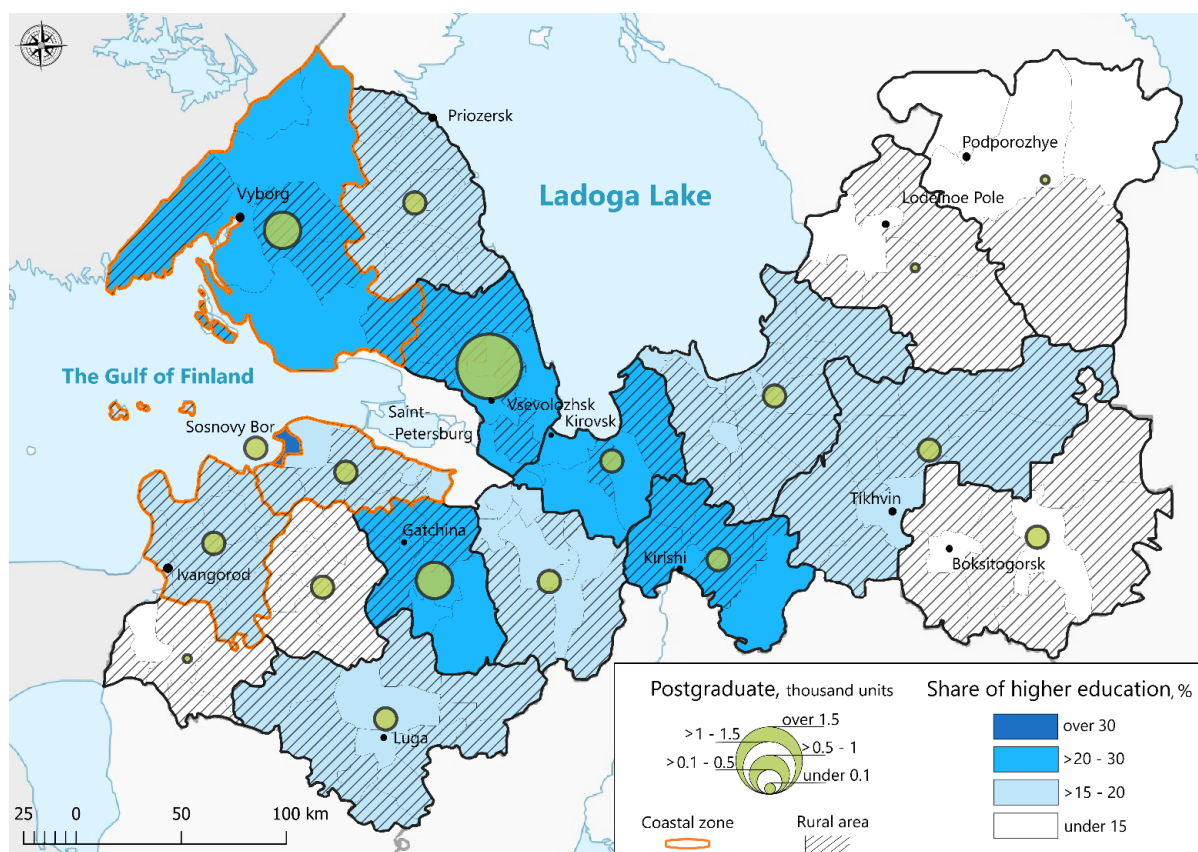 Priozersk
Podporozhye
Vyborg
Ladoga Lake
Lodeinoe Pole
The Gulf of Finland
Saint-
-Petersburg
Vsevolozhsk
Kirovsk
Sosnovy Bor
Gatchina
Tikhvin
Ivangorod
Kirishi
Boksitogorsk
Luga
Postgraduate, thousand units
over 1.5
>1 - 1.5
>0.5 - 1
>0.1 - 0.5
under 0.1
Coastal zone
Rural area
Share of higher education, %
over 30
>20 - 30
>15 - 20
under 15
25 0 50 100 km